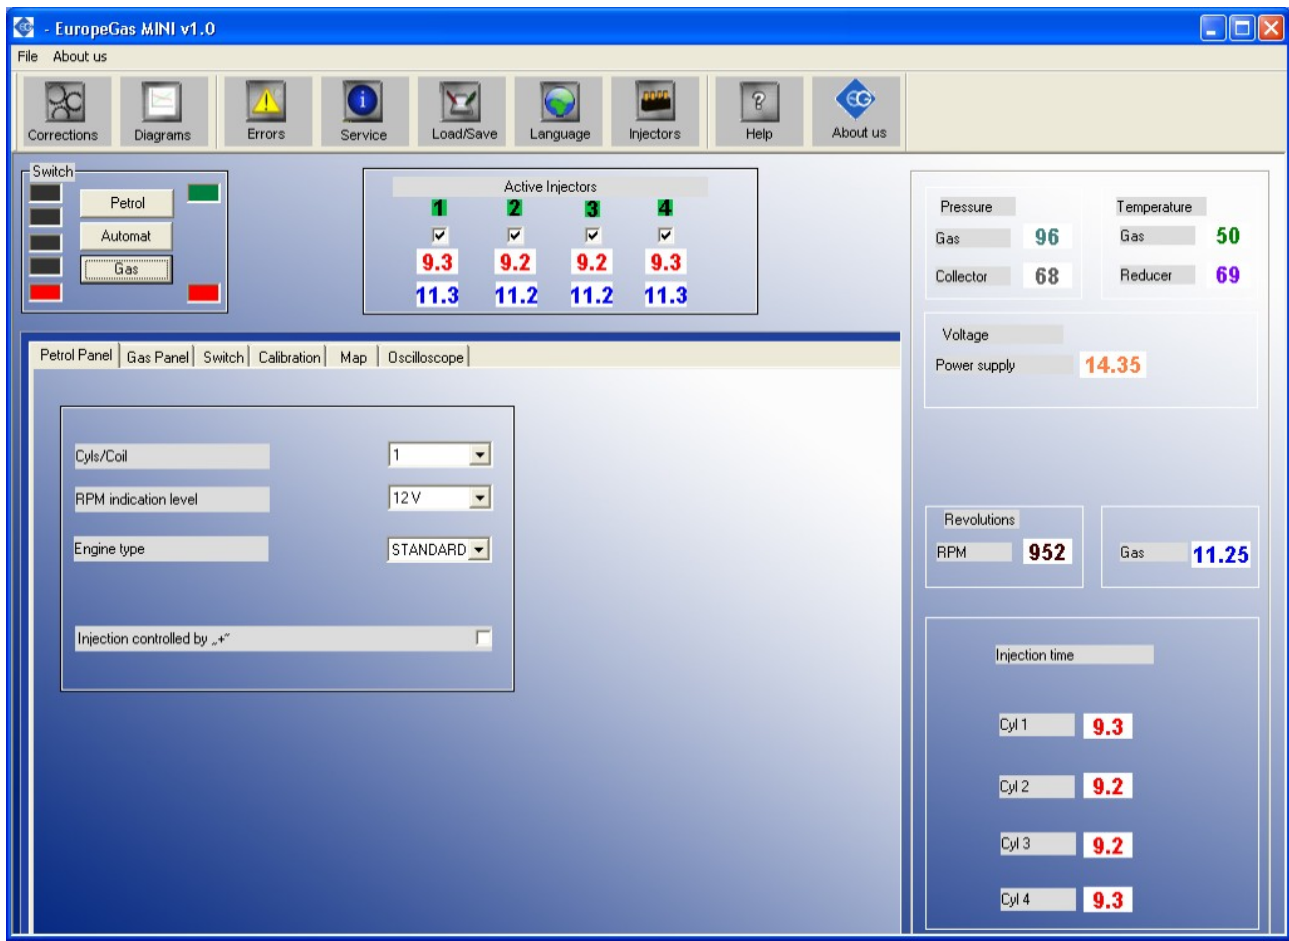 - EuropeGas MINI v1.0
File About us
Corrections Diagrams Errors Service Load/Save Language Injectors ? Help EG About us
Switch
Petrol
Automat
Gas
Active Injectors
1 2 3 4
9.3 9.2 9.2 9.3
11.3 11.2 11.2 11.3
Pressure
Gas 96
Collector 68
Temperature
Gas 50
Reducer 69
Voltage
Power supply 14.35
Petrol Panel Gas Panel Switch Calibration Map Oscilloscope
Cyls/Coil 1
RPM indication level 12 V
Engine type STANDARD
Injection controlled by „+”
Revolutions
RPM 952
Gas 11.25
Injection time
Cyl 1 9.3
Cyl 2 9.2
Cyl 3 9.2
Cyl 4 9.3